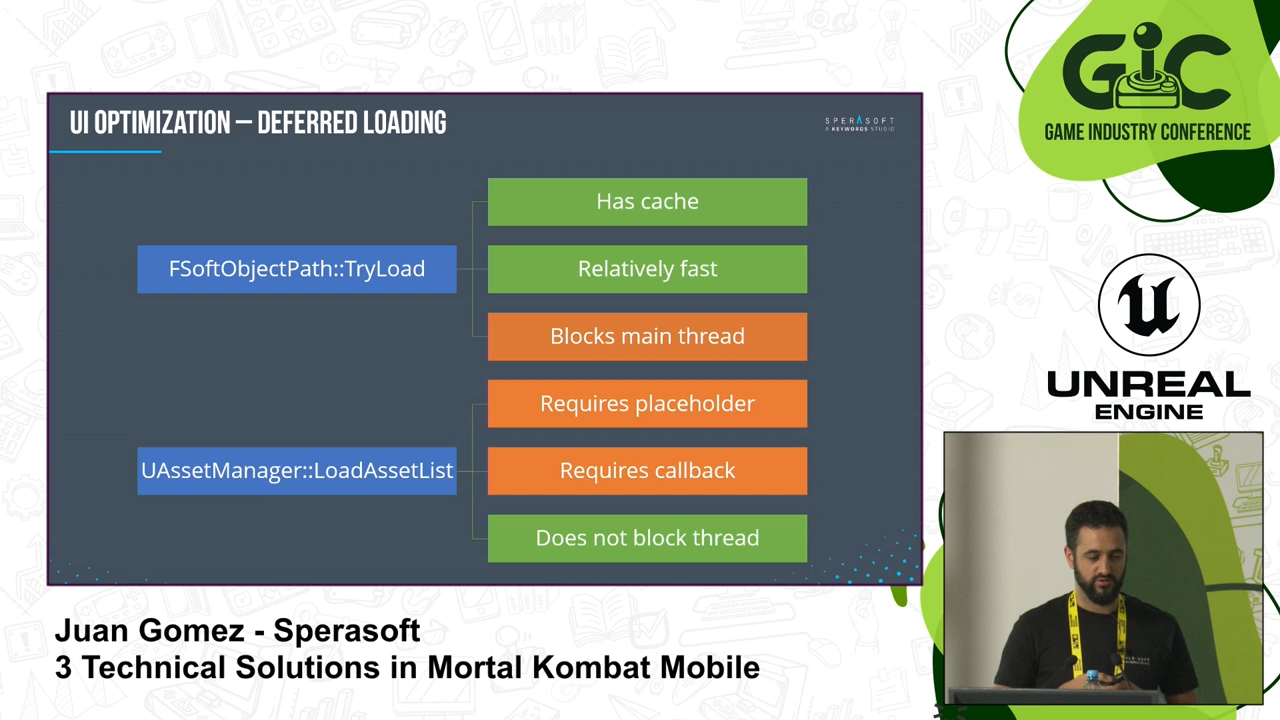 UI OPTIMIZATION – DEFERRED LOADING
SPERASOFT
A KEYWORDS STUDIO
Has cache
FSoftObjectPath::TryLoad
Relatively fast
Blocks main thread
Requires placeholder
UAssetManager::LoadAssetList
Requires callback
Does not block thread
GIC
GAME INDUSTRY CONFERENCE
UNREAL
ENGINE
Juan Gomez - Sperasoft
3 Technical Solutions in Mortal Kombat Mobile